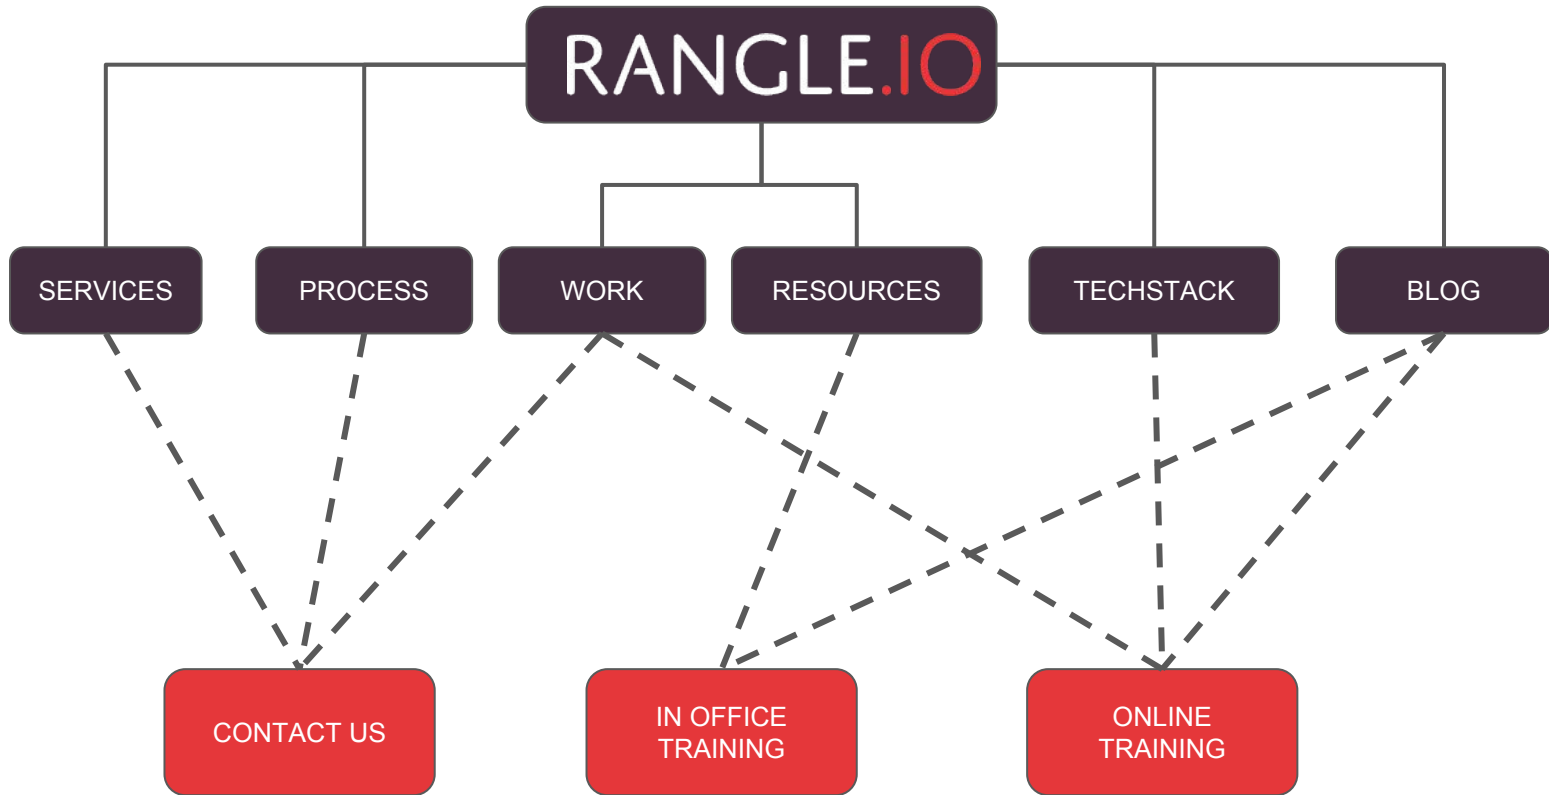 RANGLE.IO
SERVICES
PROCESS
WORK
RESOURCES
TECHSTACK
BLOG
CONTACT US
IN OFFICE
TRAINING
ONLINE
TRAINING